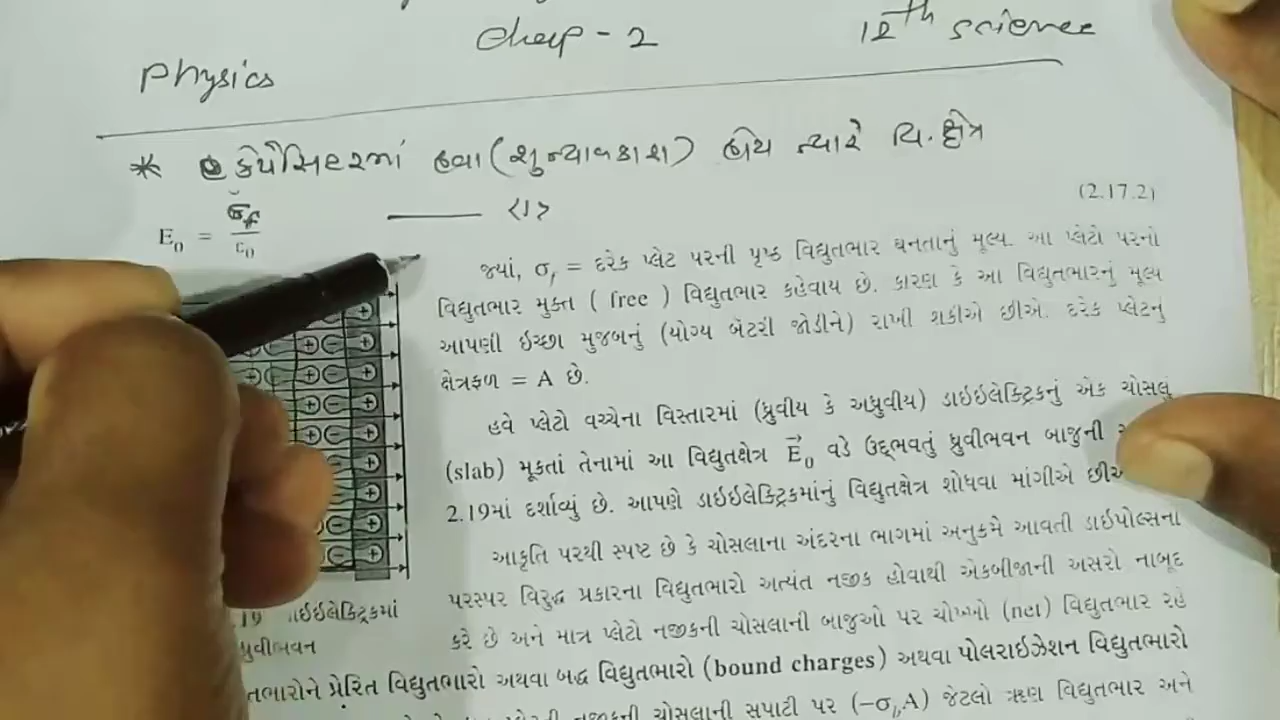 chap - 2
12th science
Physics
* કેપેસિટરમાં હવા (શુન્યાવકાશ) હોય ત્યારે વિ. ક્ષેત્ર
(2.17.2)
E₀ = σf / ε₀ ——— <1>
જ્યાં, σf = દરેક પ્લેટ પરની પૃષ્ઠ વિદ્યુતભાર ઘનતાનું મૂલ્ય. આ પ્લેટો પરનો
વિદ્યુતભાર મુક્ત ( free ) વિદ્યુતભાર કહેવાય છે. કારણ કે આ વિદ્યુતભારનું મૂલ્ય
આપણી ઇચ્છા મુજબનું (યોગ્ય બૅટરી જોડીને) રાખી શકીએ છીએ. દરેક પ્લેટનું
ક્ષેત્રફળ = A છે.
હવે પ્લેટો વચ્ચેના વિસ્તારમાં (ધ્રુવીય કે અધ્રુવીય) ડાઇઇલેક્ટ્રિકનું એક ચોસલું
(slab) મૂકતાં તેનામાં આ વિદ્યુતક્ષેત્ર E⃗₀ વડે ઉદ્ભવતું ધ્રુવીભવન બાજુની
2.19માં દર્શાવ્યું છે. આપણે ડાઇઇલેક્ટ્રિકમાંનું વિદ્યુતક્ષેત્ર શોધવા માંગીએ
આકૃતિ પરથી સ્પષ્ટ છે કે ચોસલાના અંદરના ભાગમાં અનુક્રમે આવતી ડાઇપોલ્સના
પરસ્પર વિરુદ્ધ પ્રકારના વિદ્યુતભારો અત્યંત નજીક હોવાથી એકબીજાની અસરો નાબૂદ
કરે છે અને માત્ર પ્લેટો નજીકની ચોસલાની બાજુઓ પર ચોખ્ખો (net) વિદ્યુતભાર રહે
ડાઇઇલેક્ટ્રિકમાં
ધ્રુવીભવન
પ્રેરિત વિદ્યુતભારો અથવા બદ્ધ વિદ્યુતભારો (bound charges) અથવા પોલરાઇઝેશન વિદ્યુતભારો
નજીકની ચોસલાની સપાટી પર (−σbA) જેટલો ઋણ વિદ્યુતભાર અને